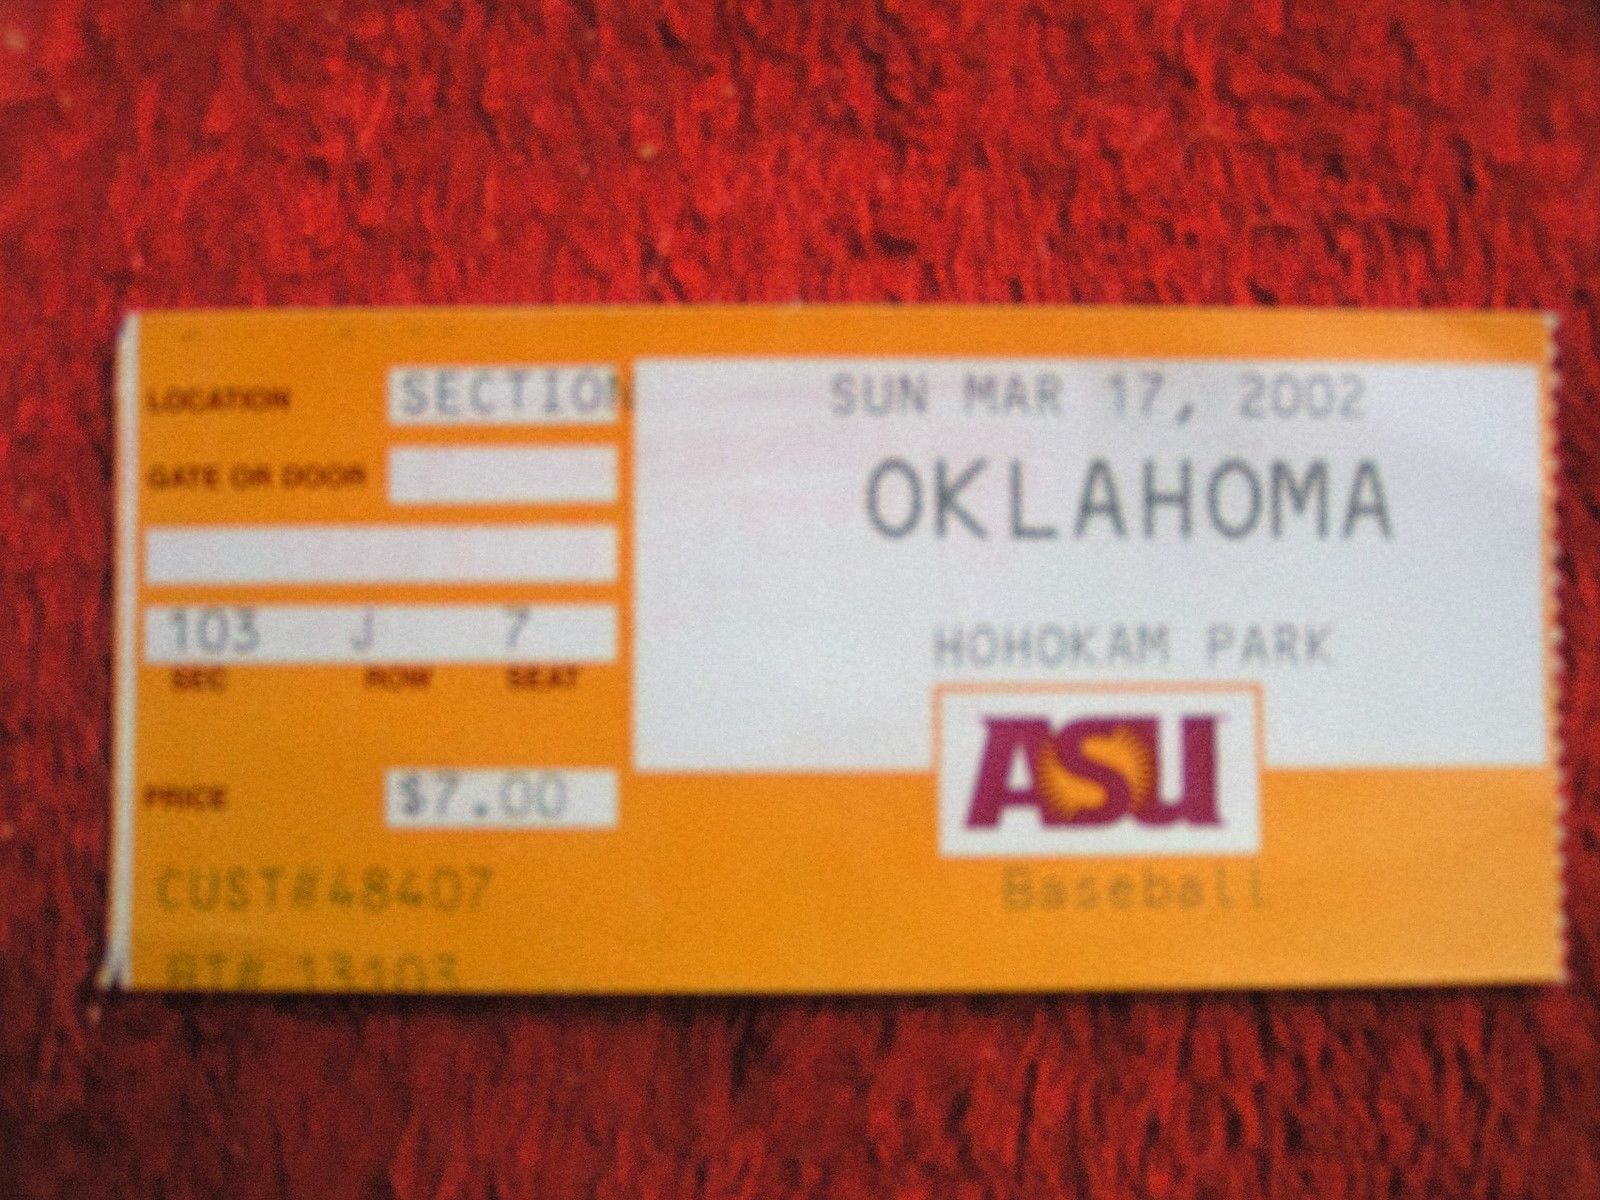 LOCATION SECTION
GATE OR DOOR
103 J 7
SEC ROW SEAT
PRICE $7.00
CUST#48407
SUN MAR 17, 2002
OKLAHOMA
HOHOKAM PARK
ASU
Baseball